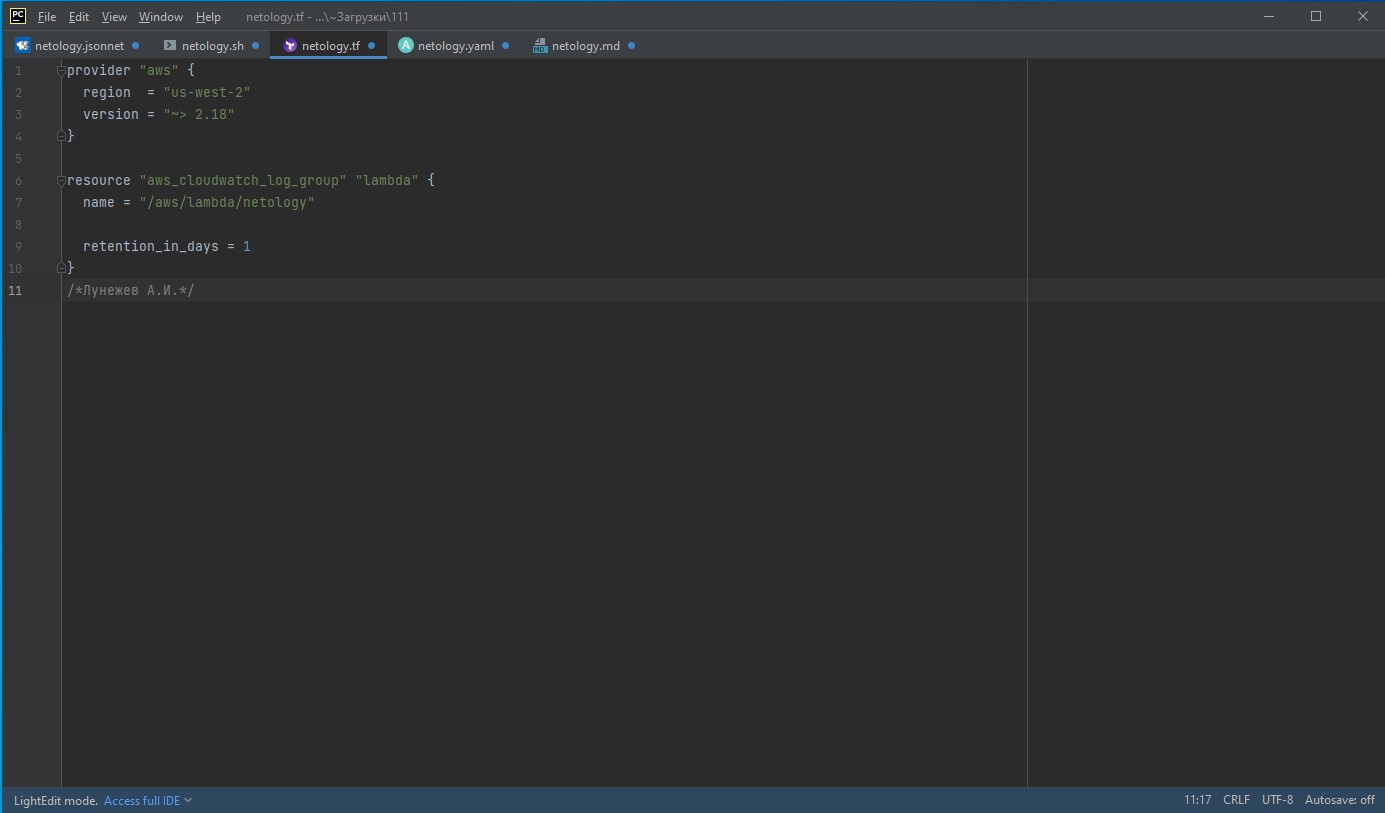 PC File Edit View Window Help netology.tf - ...\~Загрузки\111
netology.jsonnet netology.sh netology.tf netology.yaml netology.md
1 provider "aws" {
2   region  = "us-west-2"
3   version = "~> 2.18"
4 }
5
6 resource "aws_cloudwatch_log_group" "lambda" {
7   name = "/aws/lambda/netology"
8
9   retention_in_days = 1
10 }
11 /*Лунежев А.И.*/
LightEdit mode. Access full IDE 11:17 CRLF UTF-8 Autosave: off